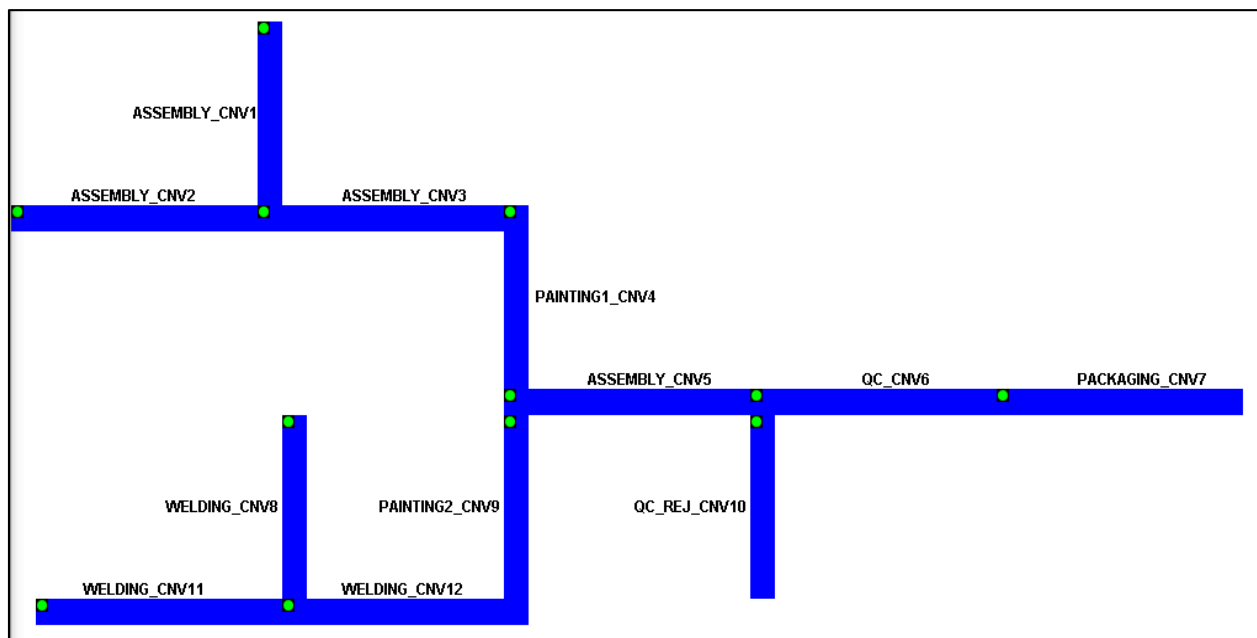 ASSEMBLY_CNV1
ASSEMBLY_CNV2
ASSEMBLY_CNV3
PAINTING1_CNV4
ASSEMBLY_CNV5
QC_CNV6
PACKAGING_CNV7
WELDING_CNV8
PAINTING2_CNV9
QC_REJ_CNV10
WELDING_CNV11
WELDING_CNV12